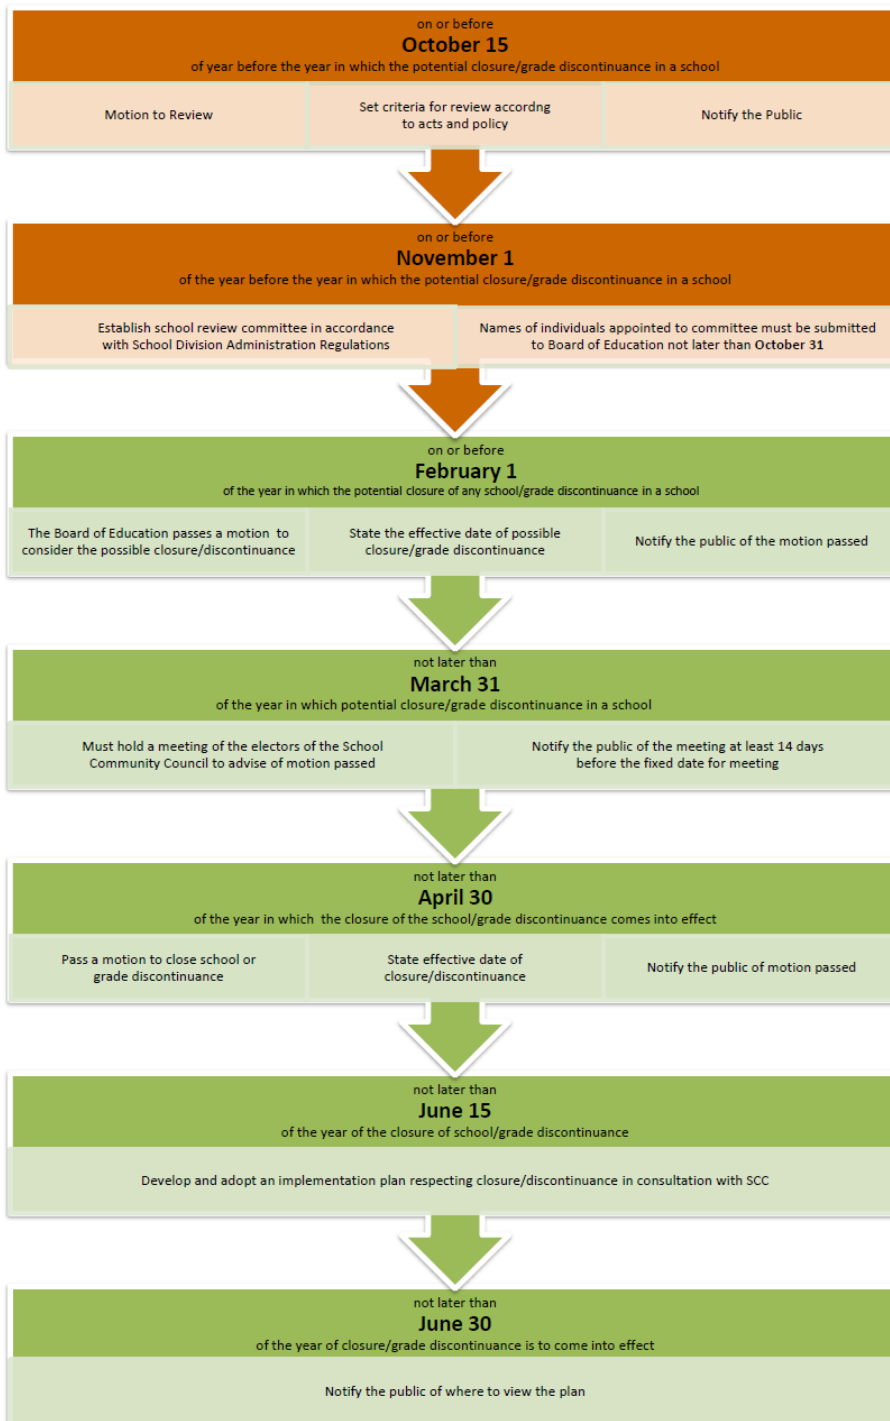 on or before
October 15
of year before the year in which the potential closure/grade discontinuance in a school
Motion to Review
Set criteria for review accordng
to acts and policy
Notify the Public
on or before
November 1
of the year before the year in which the potential closure/grade discontinuance in a school
Establish school review committee in accordance
with School Division Administration Regulations
Names of individuals appointed to committee must be submitted
to Board of Education not later than October 31
on or before
February 1
of the year in which the potential closure of any school/grade discontinuance in a school
The Board of Education passes a motion to
consider the possible closure/discontinuance
State the effective date of possible
closure/grade discontinuance
Notify the public of the motion passed
not later than
March 31
of the year in which potential closure/grade discontinuance in a school
Must hold a meeting of the electors of the School
Community Council to advise of motion passed
Notify the public of the meeting at least 14 days
before the fixed date for meeting
not later than
April 30
of the year in which the closure of the school/grade discontinuance comes into effect
Pass a motion to close school or
grade discontinuance
State effective date of
closure/discontinuance
Notify the public of motion passed
not later than
June 15
of the year of the closure of school/grade discontinuance
Develop and adopt an implementation plan respecting closure/discontinuance in consultation with SCC
not later than
June 30
of the year of closure/grade discontinuance is to come into effect
Notify the public of where to view the plan